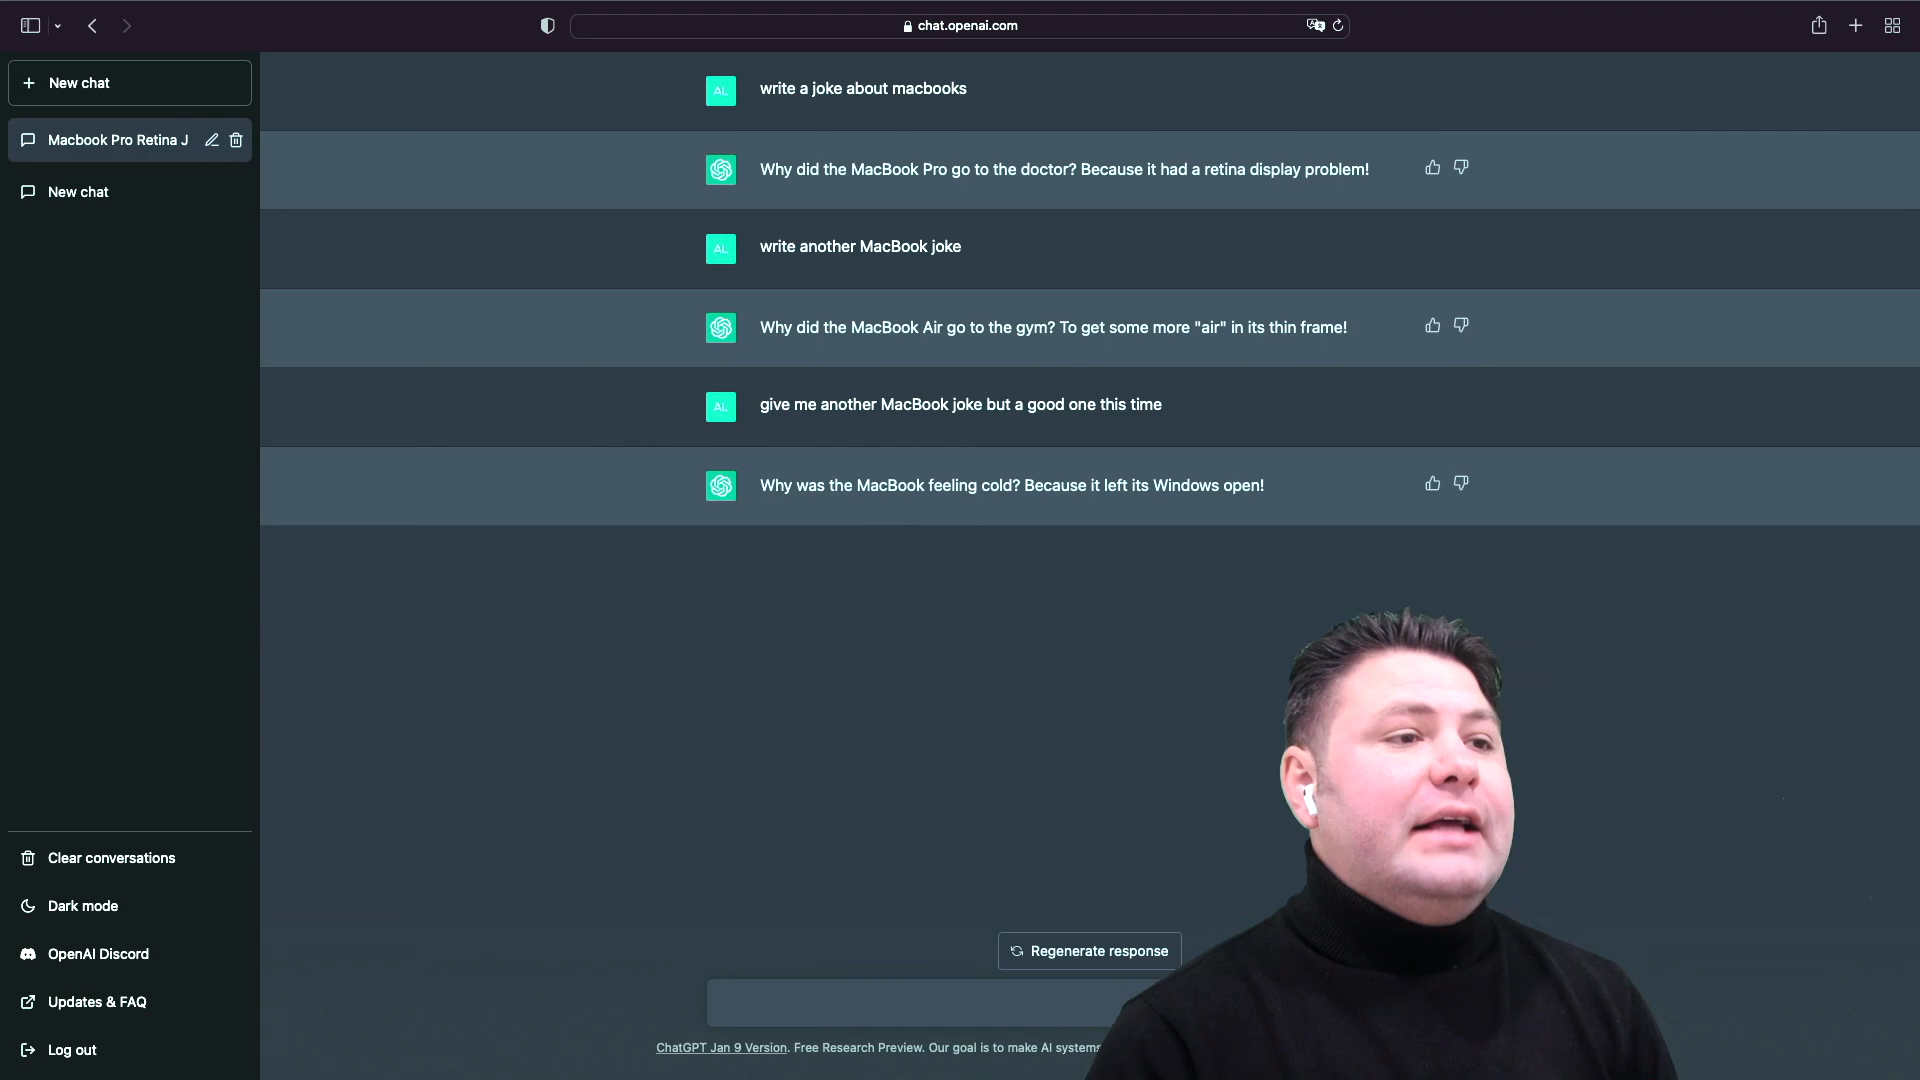 chat.openai.com
New chat
Macbook Pro Retina J
New chat
AL
write a joke about macbooks
Why did the MacBook Pro go to the doctor? Because it had a retina display problem!
AL
write another MacBook joke
Why did the MacBook Air go to the gym? To get some more "air" in its thin frame!
AL
give me another MacBook joke but a good one this time
Why was the MacBook feeling cold? Because it left its Windows open!
Clear conversations
Dark mode
OpenAI Discord
Updates & FAQ
Log out
Regenerate response
ChatGPT Jan 9 Version. Free Research Preview. Our goal is to make AI systems